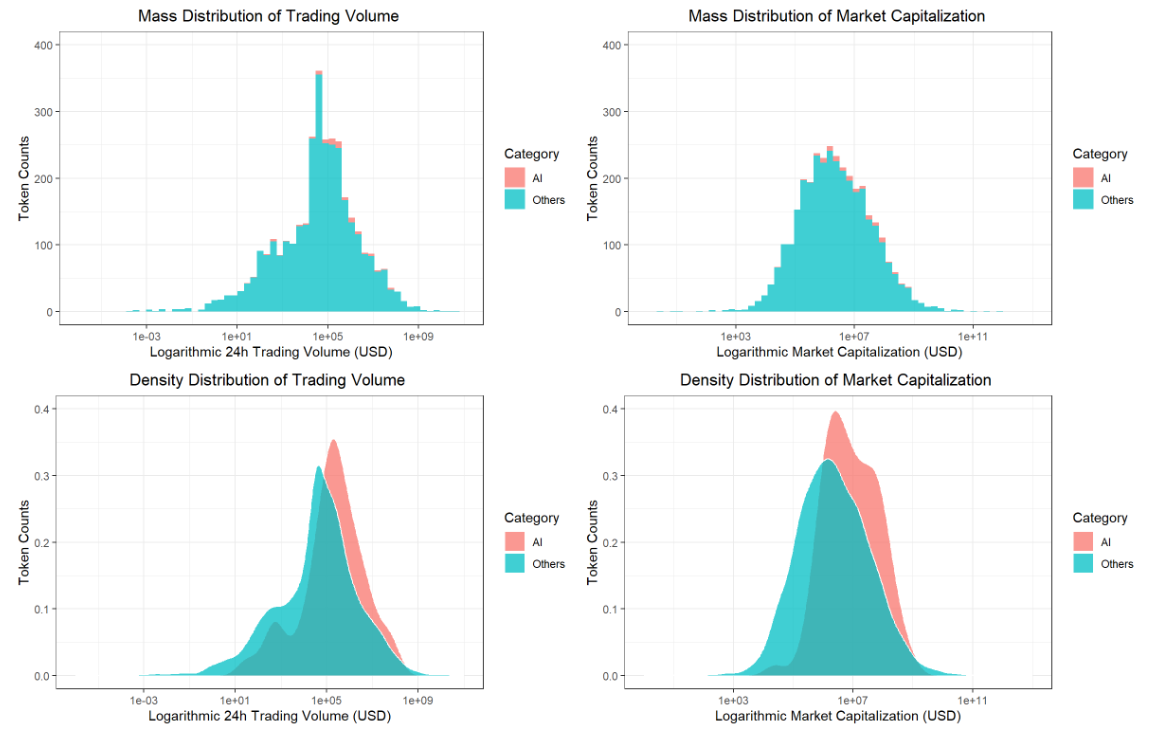 Mass Distribution of Trading Volume
400
300
200
100
0
Token Counts
1e-03 1e+01 1e+05 1e+09
Logarithmic 24h Trading Volume (USD)
Category
AI
Others
Mass Distribution of Market Capitalization
400
300
200
100
0
Token Counts
1e+03 1e+07 1e+11
Logarithmic Market Capitalization (USD)
Category
AI
Others
Density Distribution of Trading Volume
0.4
0.3
0.2
0.1
0.0
Token Counts
1e-03 1e+01 1e+05 1e+09
Logarithmic 24h Trading Volume (USD)
Category
AI
Others
Density Distribution of Market Capitalization
0.4
0.3
0.2
0.1
0.0
Token Counts
1e+03 1e+07 1e+11
Logarithmic Market Capitalization (USD)
Category
AI
Others